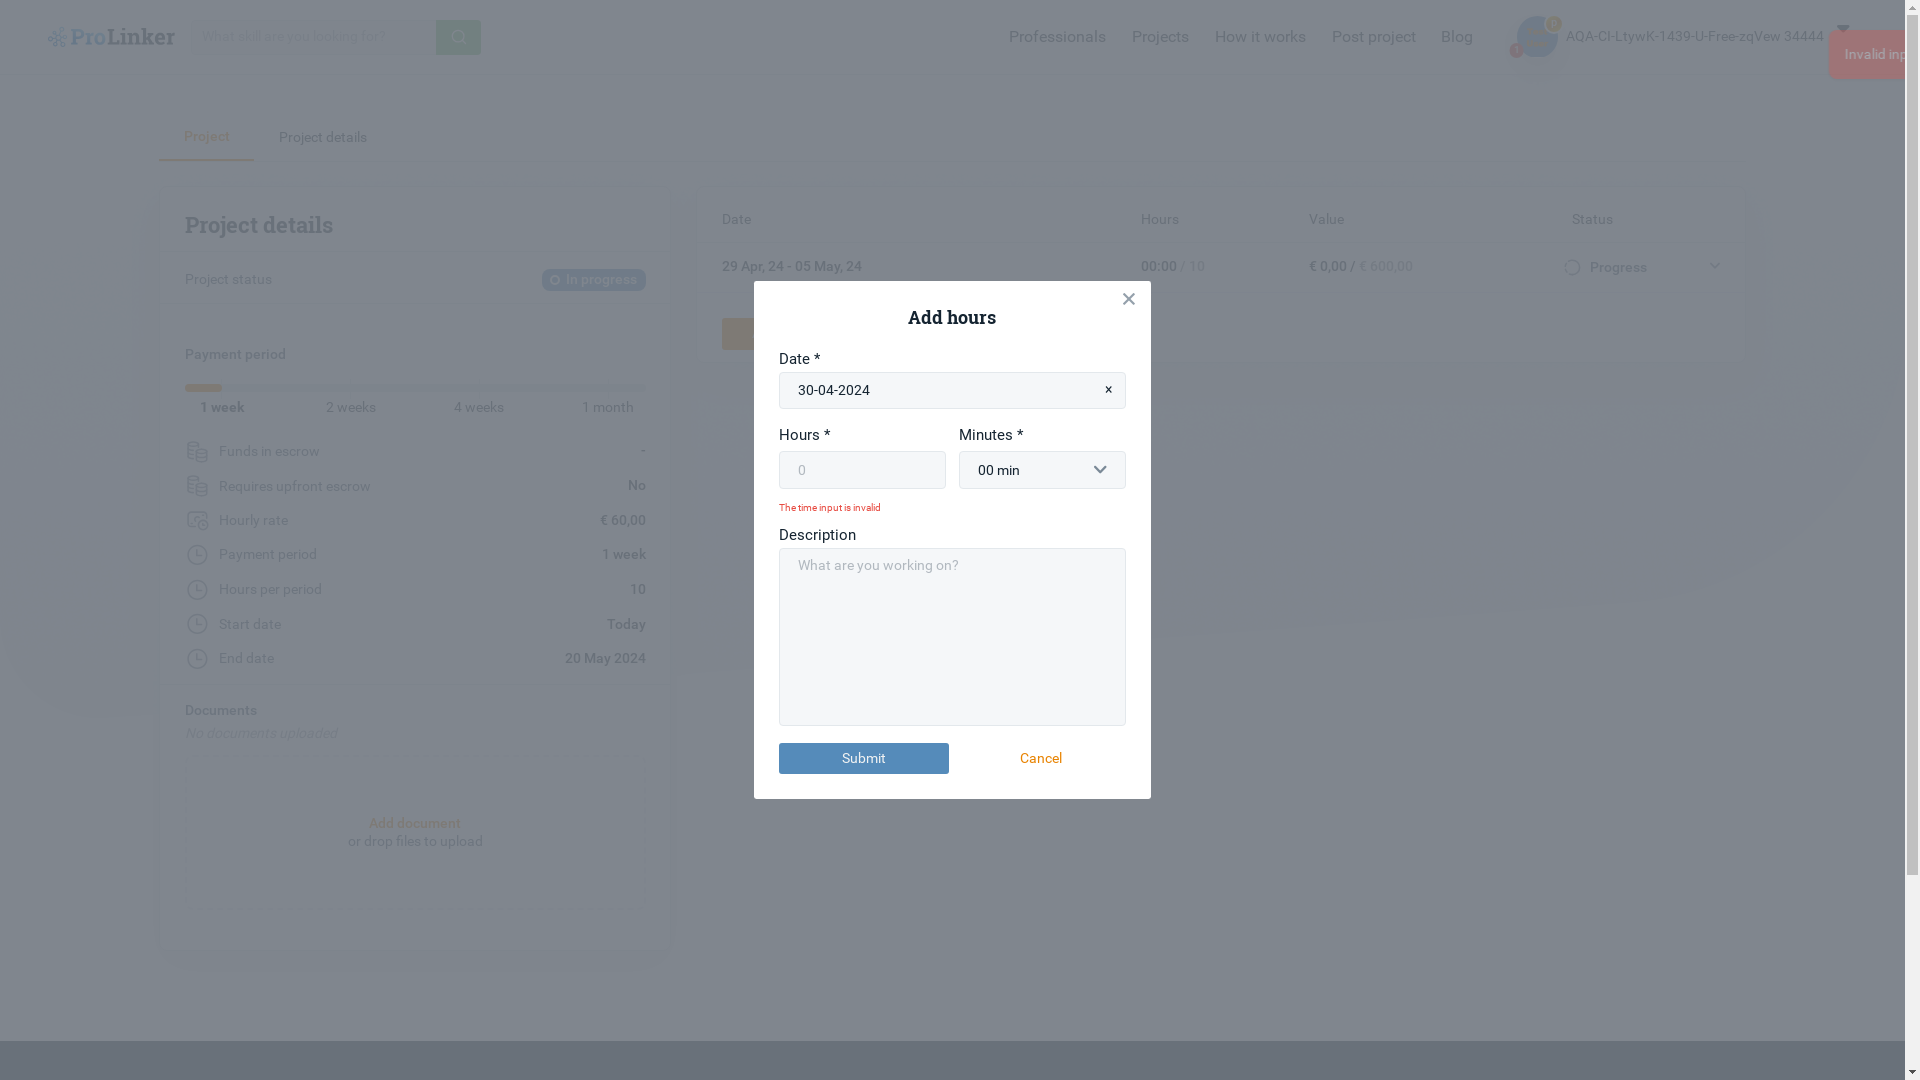 ProLinker
What skill are you looking for?
Professionals
Projects
How it works
Post project
Blog
AQA-CI-LtywK-1439-U-Free-zqVew 34444
Invalid inp
Project
Project details
Project details
Project status
In progress
Payment period
1 week
2 weeks
4 weeks
1 month
Funds in escrow -
Requires upfront escrow No
Hourly rate € 60,00
Payment period 1 week
Hours per period 10
Start date Today
End date 20 May 2024
Documents
No documents uploaded
Add document
or drop files to upload
Date Hours Value Status
29 Apr, 24 - 05 May, 24 00:00 / 10 € 0,00 / € 600,00 Progress
Add hours
Date *
30-04-2024 ×
Hours * Minutes *
0 00 min
The time input is invalid
Description
What are you working on?
Submit Cancel